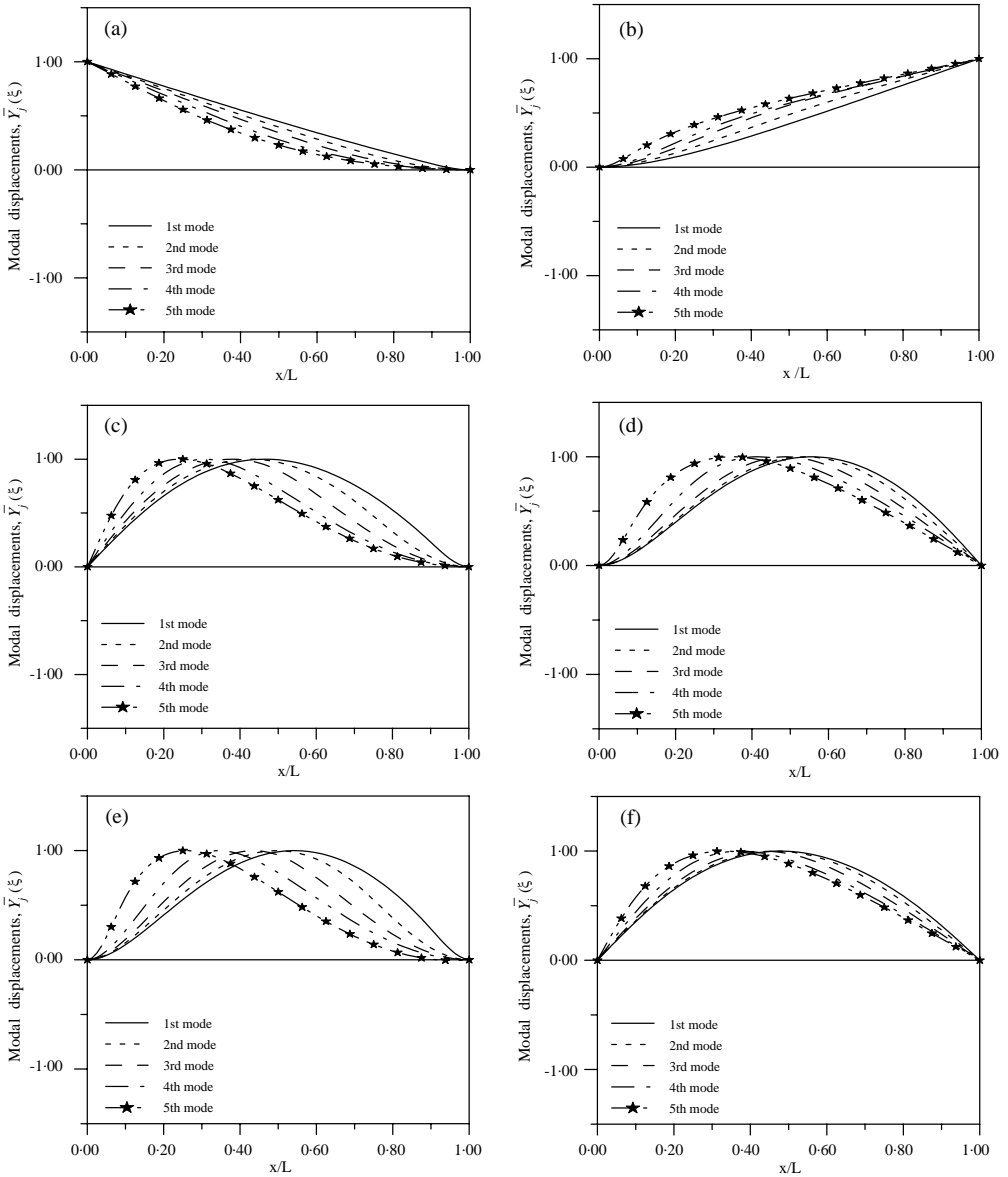 (a)
Modal displacements, Y̅j(ξ)
1·00
0·00
-1·00
1st mode
2nd mode
3rd mode
4th mode
5th mode
0·00 0·20 0·40 0·60 0·80 1·00
x/L
(b)
Modal displacements, Y̅j(ξ)
1·00
0·00
-1·00
1st mode
2nd mode
3rd mode
4th mode
5th mode
0·00 0·20 0·40 0·60 0·80 1·00
x /L
(c)
Modal displacements, Y̅j(ξ)
1·00
0·00
-1·00
1st mode
2nd mode
3rd mode
4th mode
5th mode
0·00 0·20 0·40 0·60 0·80 1·00
x/L
(d)
Modal displacements, Y̅j(ξ)
1·00
0·00
-1·00
1st mode
2nd mode
3rd mode
4th mode
5th mode
0·00 0·20 0·40 0·60 0·80 1·00
x/L
(e)
Modal displacements, Y̅j(ξ)
1·00
0·00
-1·00
1st mode
2nd mode
3rd mode
4th mode
5th mode
0·00 0·20 0·40 0·60 0·80 1·00
x/L
(f)
Modal displacements, Y̅j(ξ)
1·00
0·00
-1·00
1st mode
2nd mode
3rd mode
4th mode
5th mode
0·00 0·20 0·40 0·60 0·80 1·00
x/L